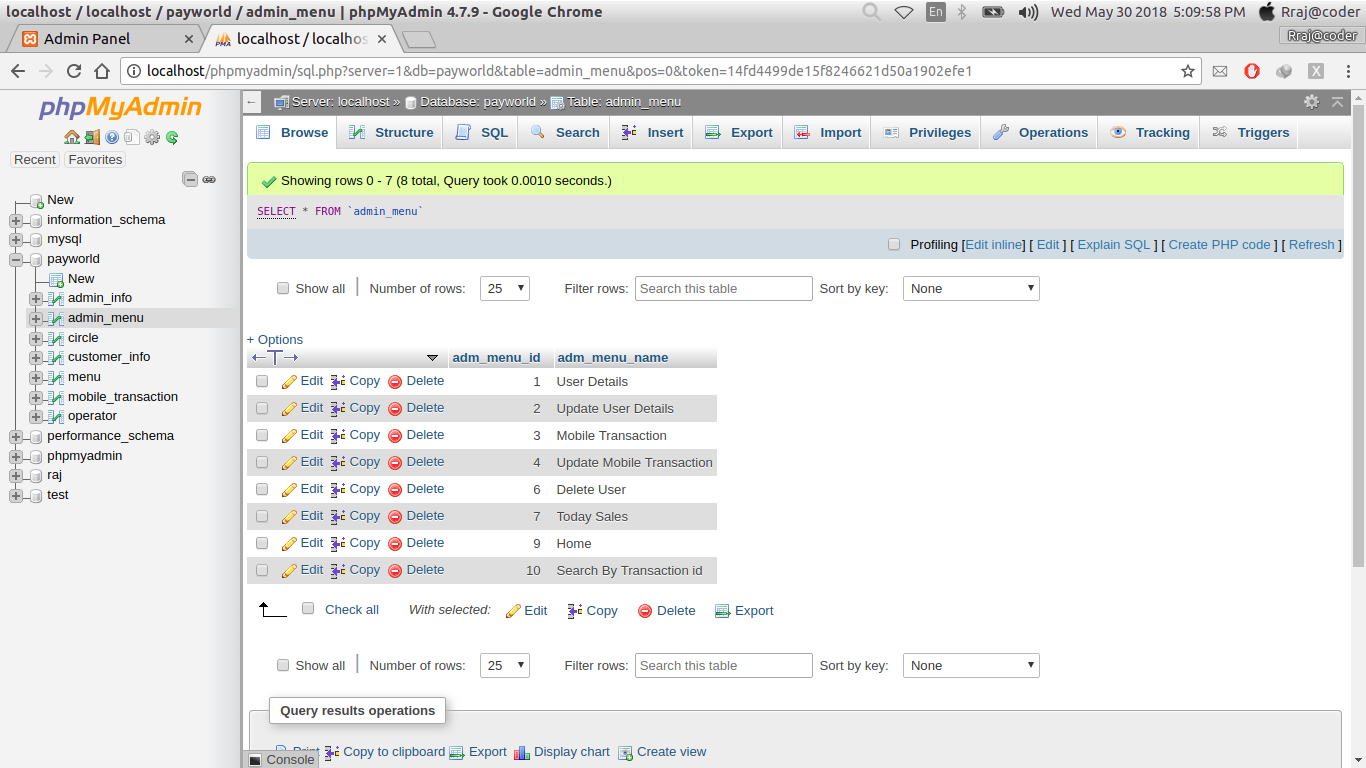 localhost / localhost / payworld / admin_menu | phpMyAdmin 4.7.9 - Google Chrome
En
Wed May 30 2018 5:09:58 PM
Rraj@coder
Admin Panel
localhost / localhos
Rraj@coder
localhost/phpmyadmin/sql.php?server=1&db=payworld&table=admin_menu&pos=0&token=14fd4499de15f8246621d50a1902efe1
phpMyAdmin
Recent
Favorites
New
information_schema
mysql
payworld
New
admin_info
admin_menu
circle
customer_info
menu
mobile_transaction
operator
performance_schema
phpmyadmin
raj
test
Server: localhost » Database: payworld » Table: admin_menu
Browse Structure SQL Search Insert Export Import Privileges Operations Tracking Triggers
Showing rows 0 - 7 (8 total, Query took 0.0010 seconds.)
SELECT * FROM `admin_menu`
Profiling [Edit inline] [ Edit ] [ Explain SQL ] [ Create PHP code ] [ Refresh ]
Show all | Number of rows: 25 Filter rows: Search this table Sort by key: None
+ Options
adm_menu_id adm_menu_name
Edit Copy Delete 1 User Details
Edit Copy Delete 2 Update User Details
Edit Copy Delete 3 Mobile Transaction
Edit Copy Delete 4 Update Mobile Transaction
Edit Copy Delete 6 Delete User
Edit Copy Delete 7 Today Sales
Edit Copy Delete 9 Home
Edit Copy Delete 10 Search By Transaction id
Check all With selected: Edit Copy Delete Export
Show all | Number of rows: 25 Filter rows: Search this table Sort by key: None
Query results operations
Print Copy to clipboard Export Display chart Create view
Console